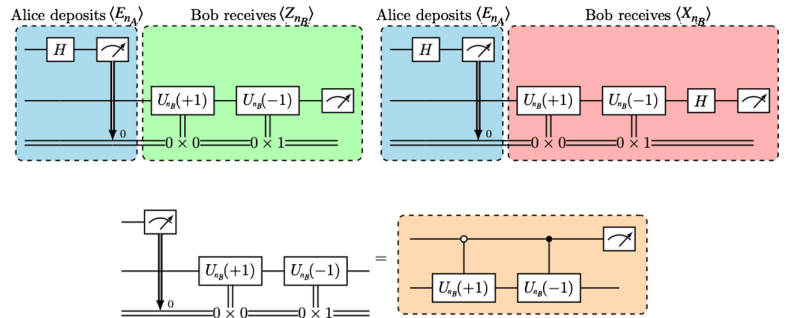 Alice deposits ⟨E_{n_A}⟩ Bob receives ⟨Z_{n_B}⟩ Alice deposits ⟨E_{n_A}⟩ Bob receives ⟨X_{n_B}⟩
H H
U_{n_B}(+1) U_{n_B}(−1) U_{n_B}(+1) U_{n_B}(−1) H
0 0
0 × 0 0 × 1 0 × 0 0 × 1
=
U_{n_B}(+1) U_{n_B}(−1) U_{n_B}(+1) U_{n_B}(−1)
0
0 × 0 0 × 1